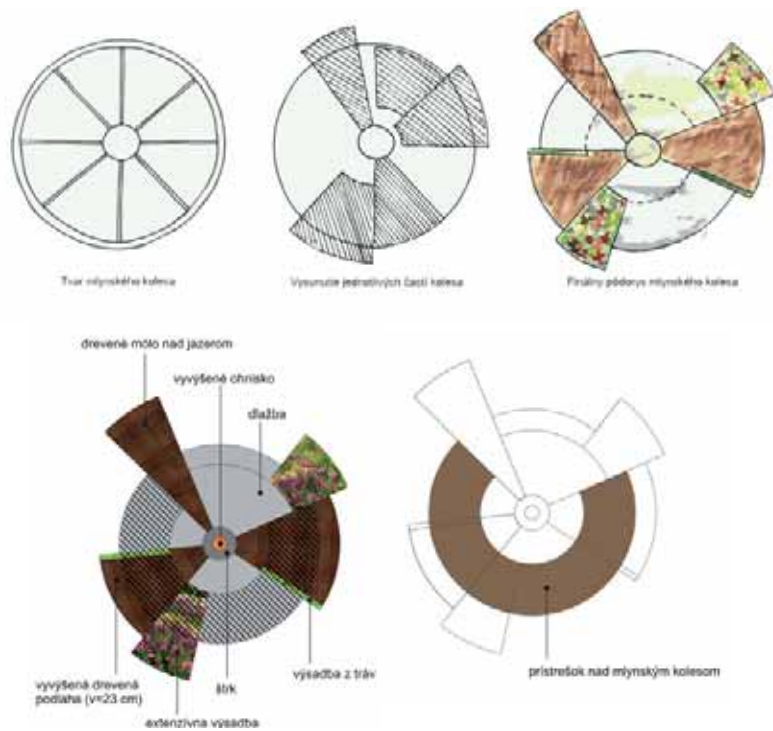 Tvar mlynského kolesa
Vysunutie jednotlivých častí kolesa
Finálny pôdorys mlynského kolesa
drevené mólo nad jazerom
vyvýšené ohnisko
dlažba
vyvýšená drevená
podlaha (v=23 cm)
extenzívna výsadba
štrk
výsadba z tráv
prístrešok nad mlynským kolesom